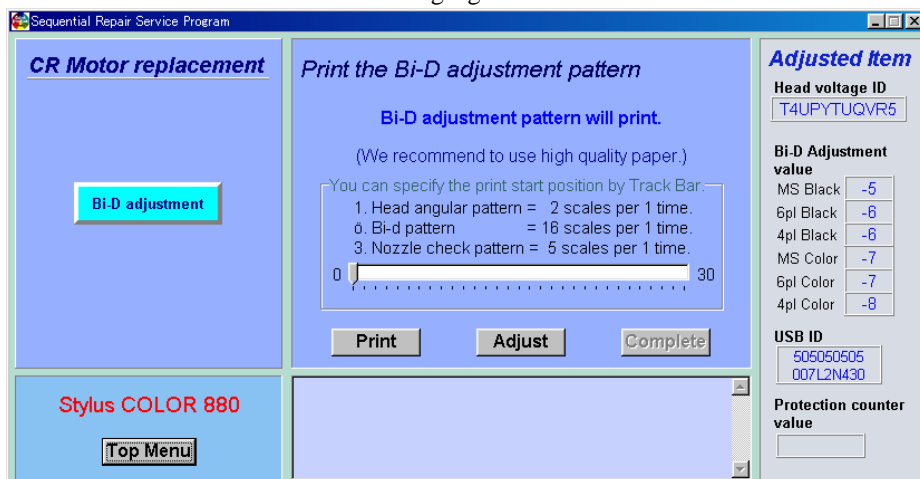 Sequential Repair Service Program
CR Motor replacement
Bi-D adjustment
Stylus COLOR 880
Top Menu
Print the Bi-D adjustment pattern
Bi-D adjustment pattern will print.
(We recommend to use high quality paper.)
You can specify the print start position by Track Bar.
1. Head angular pattern = 2 scales per 1 time.
6. Bi-d pattern = 16 scales per 1 time.
3. Nozzle check pattern = 5 scales per 1 time.
0 30
Print Adjust Complete
Adjusted Item
Head voltage ID
T4UPYTUQVR5
Bi-D Adjustment
value
MS Black -5
6pl Black -6
4pl Black -6
MS Color -7
6pl Color -7
4pl Color -8
USB ID
505050505
007L2N430
Protection counter
value